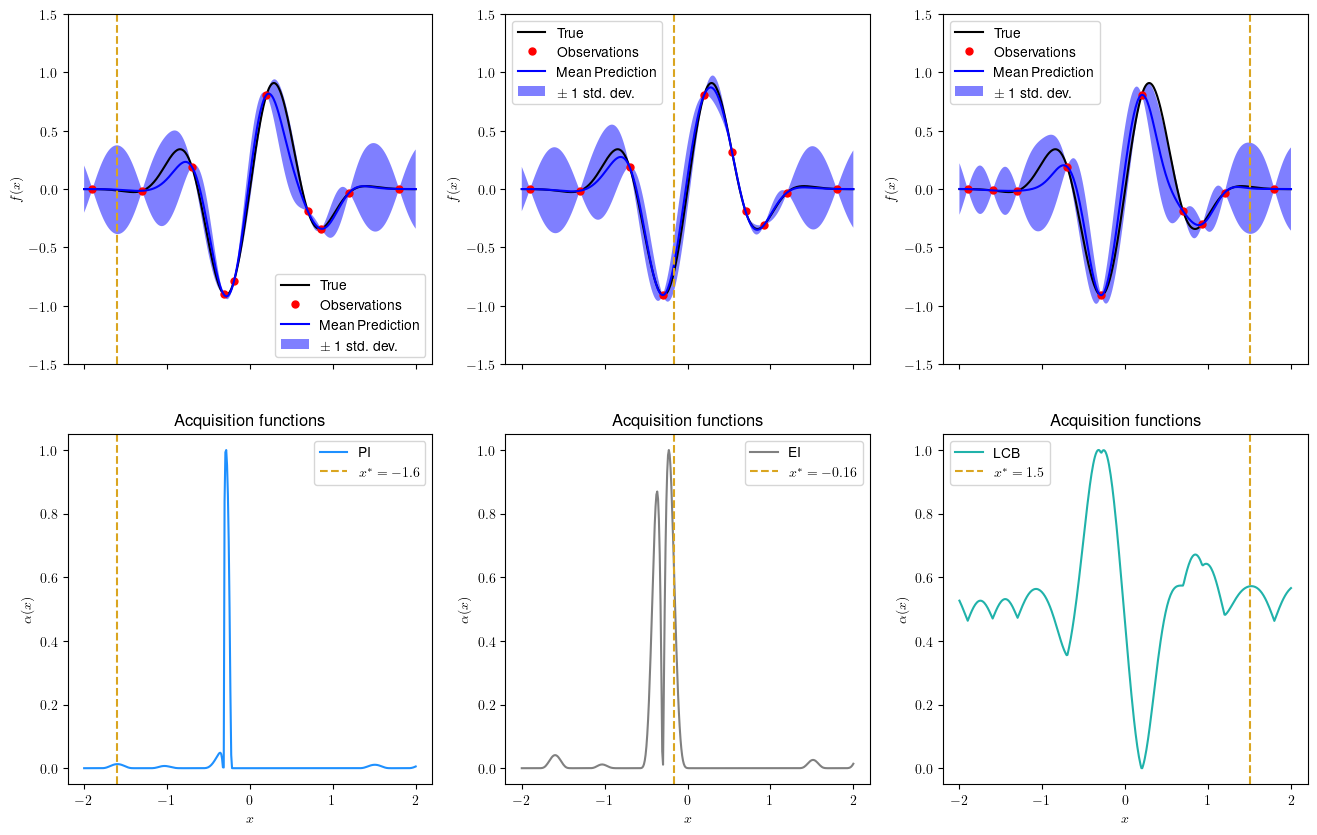 1.5
1.0
0.5
0.0
−0.5
−1.0
−1.5
f(x)
True
Observations
Mean Prediction
± 1 std. dev.
1.5
1.0
0.5
0.0
−0.5
−1.0
−1.5
f(x)
True
Observations
Mean Prediction
± 1 std. dev.
1.5
1.0
0.5
0.0
−0.5
−1.0
−1.5
f(x)
True
Observations
Mean Prediction
± 1 std. dev.
Acquisition functions
1.0
0.8
0.6
0.4
0.2
0.0
α(x)
PI
x* = −1.6
−2
−1
0
1
2
x
Acquisition functions
1.0
0.8
0.6
0.4
0.2
0.0
α(x)
EI
x* = −0.16
−2
−1
0
1
2
x
Acquisition functions
1.0
0.8
0.6
0.4
0.2
0.0
α(x)
LCB
x* = 1.5
−2
−1
0
1
2
x